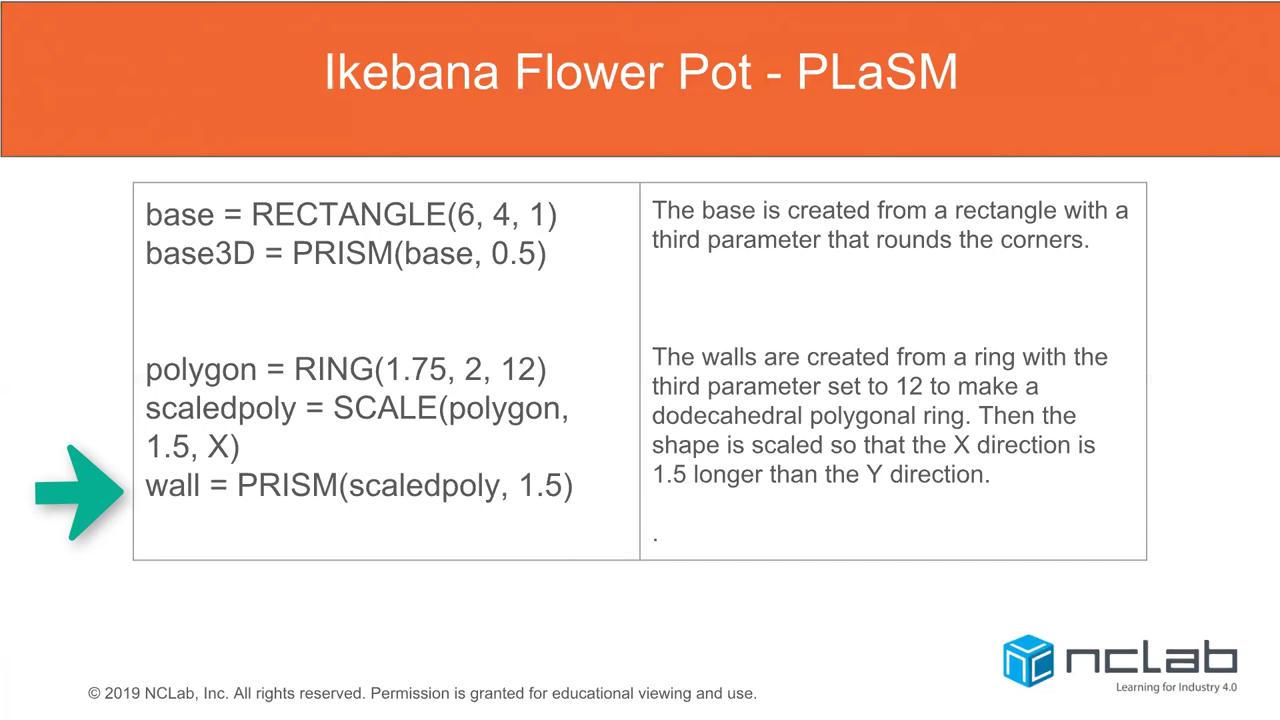 Ikebana Flower Pot - PLaSM
base = RECTANGLE(6, 4, 1)
base3D = PRISM(base, 0.5)
The base is created from a rectangle with a
third parameter that rounds the corners.
polygon = RING(1.75, 2, 12)
scaledpoly = SCALE(polygon,
1.5, X)
wall = PRISM(scaledpoly, 1.5)
The walls are created from a ring with the
third parameter set to 12 to make a
dodecahedral polygonal ring. Then the
shape is scaled so that the X direction is
1.5 longer than the Y direction.
.
nclab
Learning for Industry 4.0
© 2019 NCLab, Inc. All rights reserved. Permission is granted for educational viewing and use.